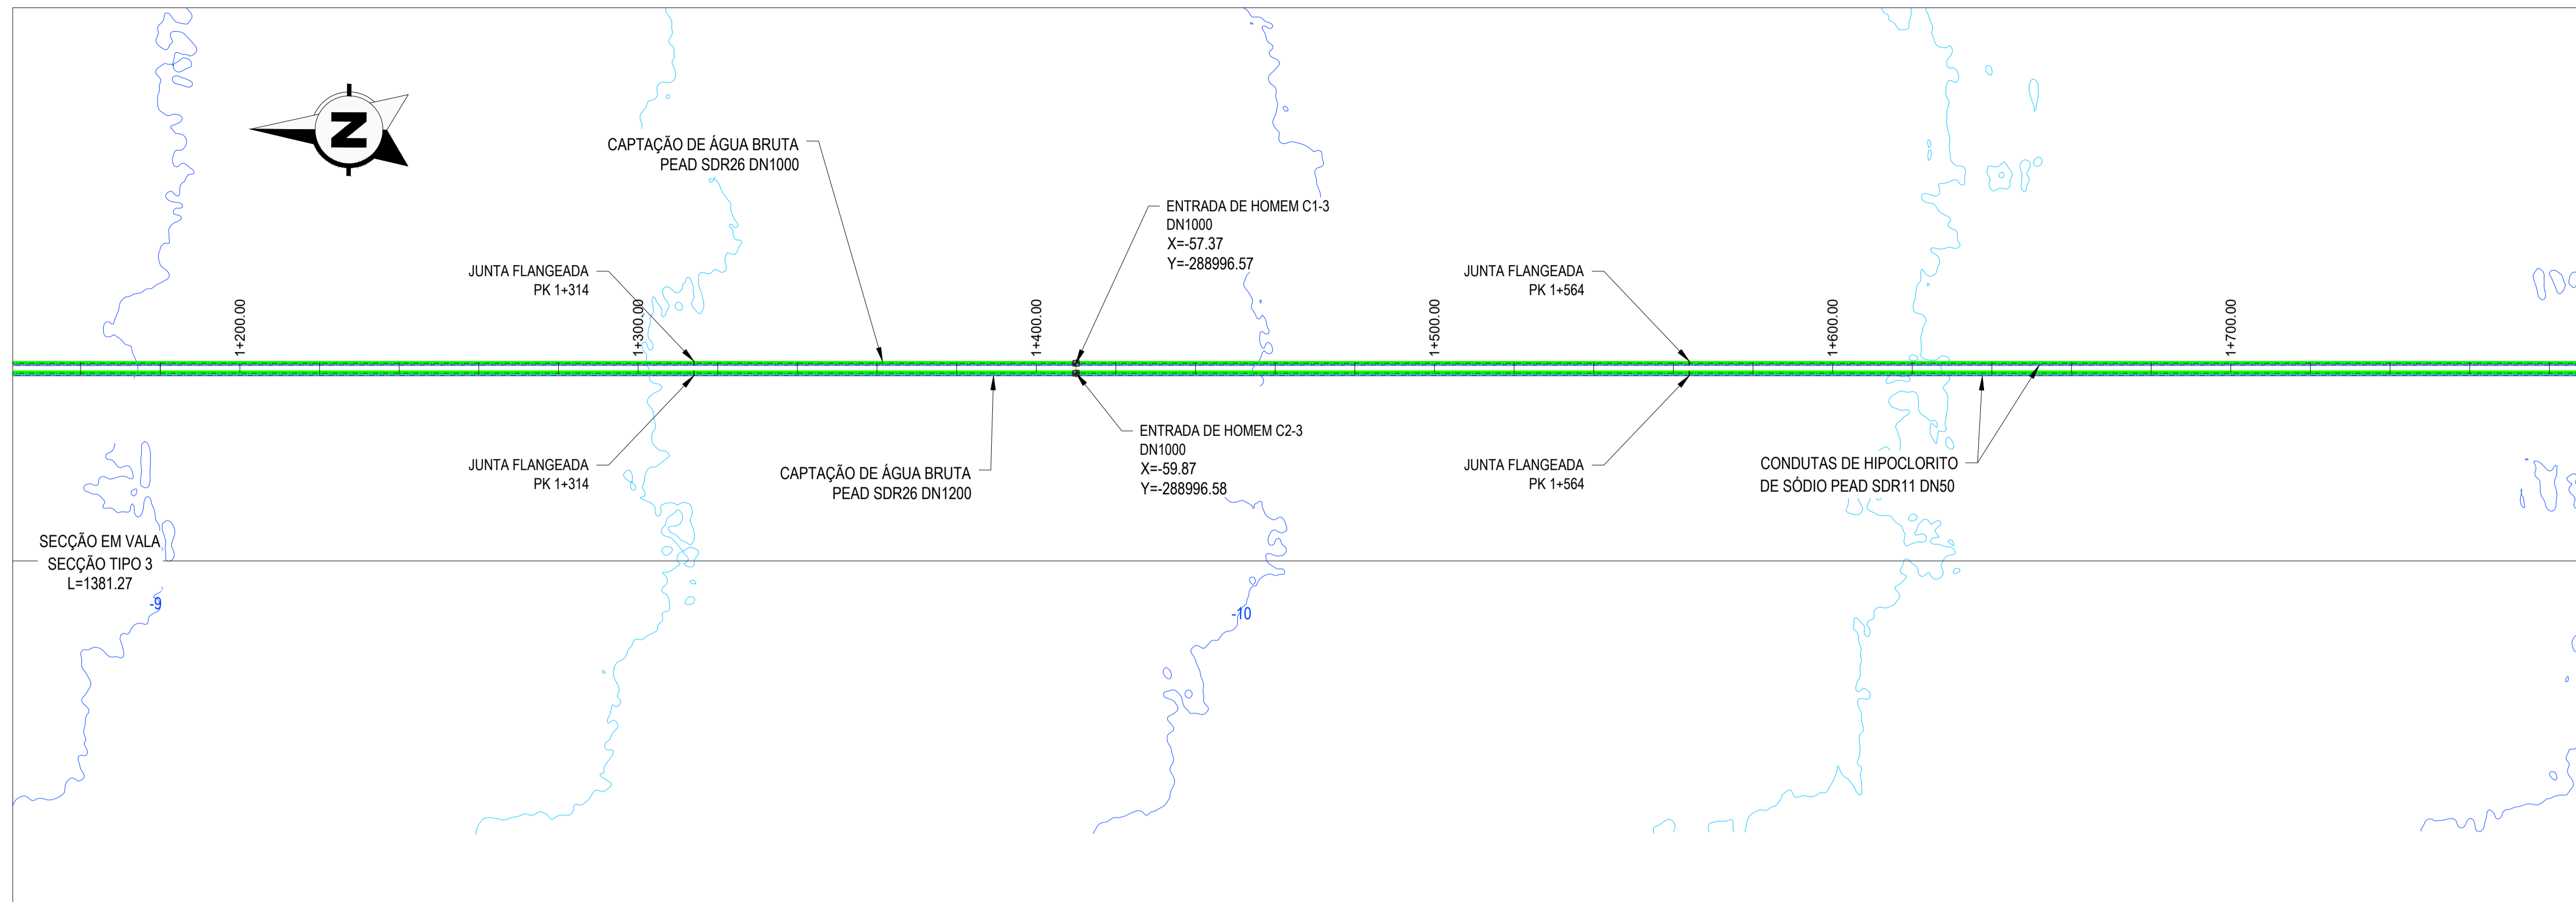 N
CAPTAÇÃO DE ÁGUA BRUTA
PEAD SDR26 DN1000
ENTRADA DE HOMEM C1-3
DN1000
X=-57.37
Y=-288996.57
JUNTA FLANGEADA
PK 1+314
JUNTA FLANGEADA
PK 1+564
1+200.00
1+300.00
1+400.00
1+500.00
1+600.00
1+700.00
JUNTA FLANGEADA
PK 1+314
CAPTAÇÃO DE ÁGUA BRUTA
PEAD SDR26 DN1200
ENTRADA DE HOMEM C2-3
DN1000
X=-59.87
Y=-288996.58
JUNTA FLANGEADA
PK 1+564
CONDUTAS DE HIPOCLORITO
DE SÓDIO PEAD SDR11 DN50
SECÇÃO EM VALA
SECÇÃO TIPO 3
L=1381.27
-9
-10